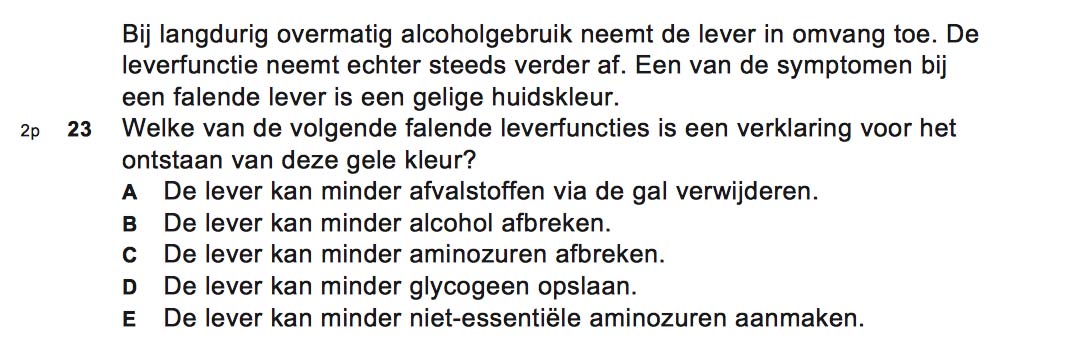 Bij langdurig overmatig alcoholgebruik neemt de lever in omvang toe. De
leverfunctie neemt echter steeds verder af. Een van de symptomen bij
een falende lever is een gelige huidskleur.
2p 23 Welke van de volgende falende leverfuncties is een verklaring voor het
ontstaan van deze gele kleur?
A De lever kan minder afvalstoffen via de gal verwijderen.
B De lever kan minder alcohol afbreken.
C De lever kan minder aminozuren afbreken.
D De lever kan minder glycogeen opslaan.
E De lever kan minder niet-essentiële aminozuren aanmaken.